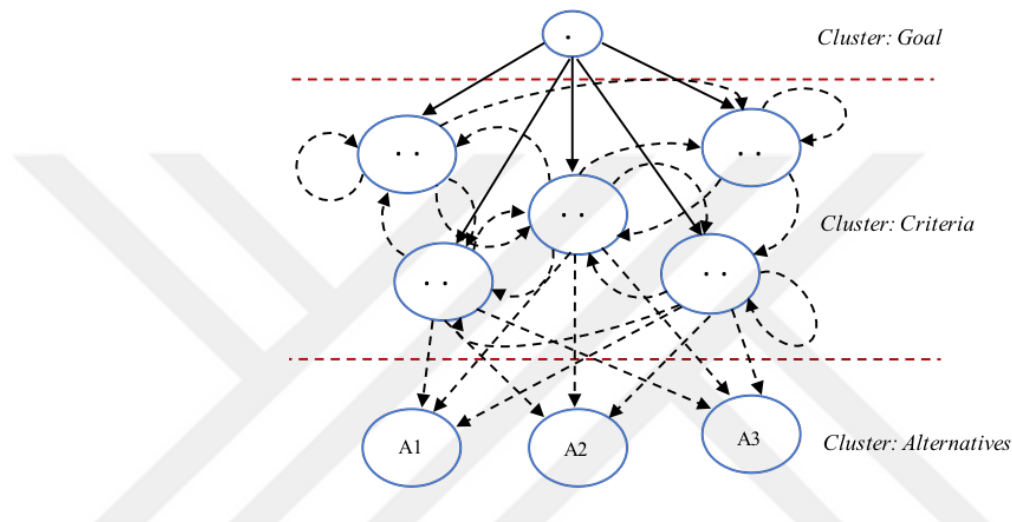 .
Cluster: Goal
. .
. .
. .
Cluster: Criteria
. .
. .
A1
A2
A3
Cluster: Alternatives